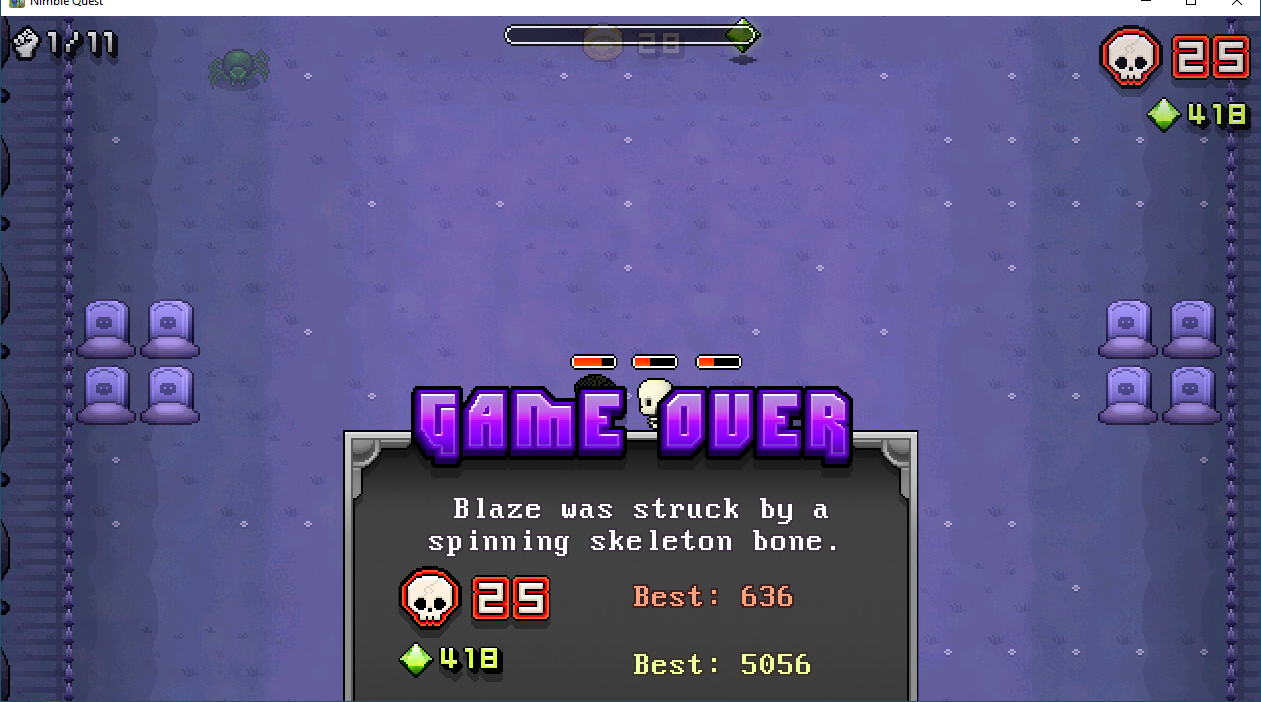 Nimble Quest
1/11
28
25
418
GAME OVER
Blaze was struck by a
spinning skeleton bone.
25
Best: 636
418
Best: 5056